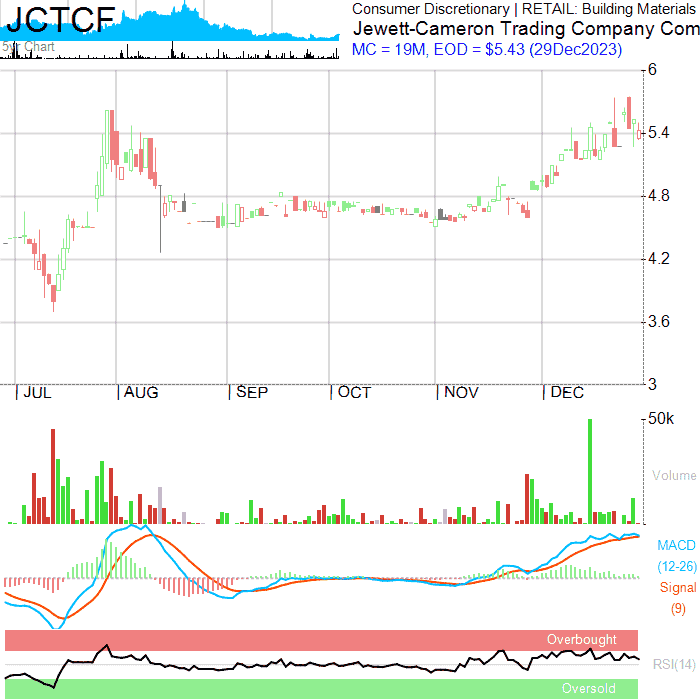 JCTCF
5yr Chart
Consumer Discretionary | RETAIL: Building Materials
Jewett-Cameron Trading Company Com
MC = 19M, EOD = $5.43 (29Dec2023)
6
5.4
4.8
4.2
3.6
3
JUL
AUG
SEP
OCT
NOV
DEC
50k
Volume
MACD
(12-26)
Signal
(9)
Overbought
RSI(14)
Oversold